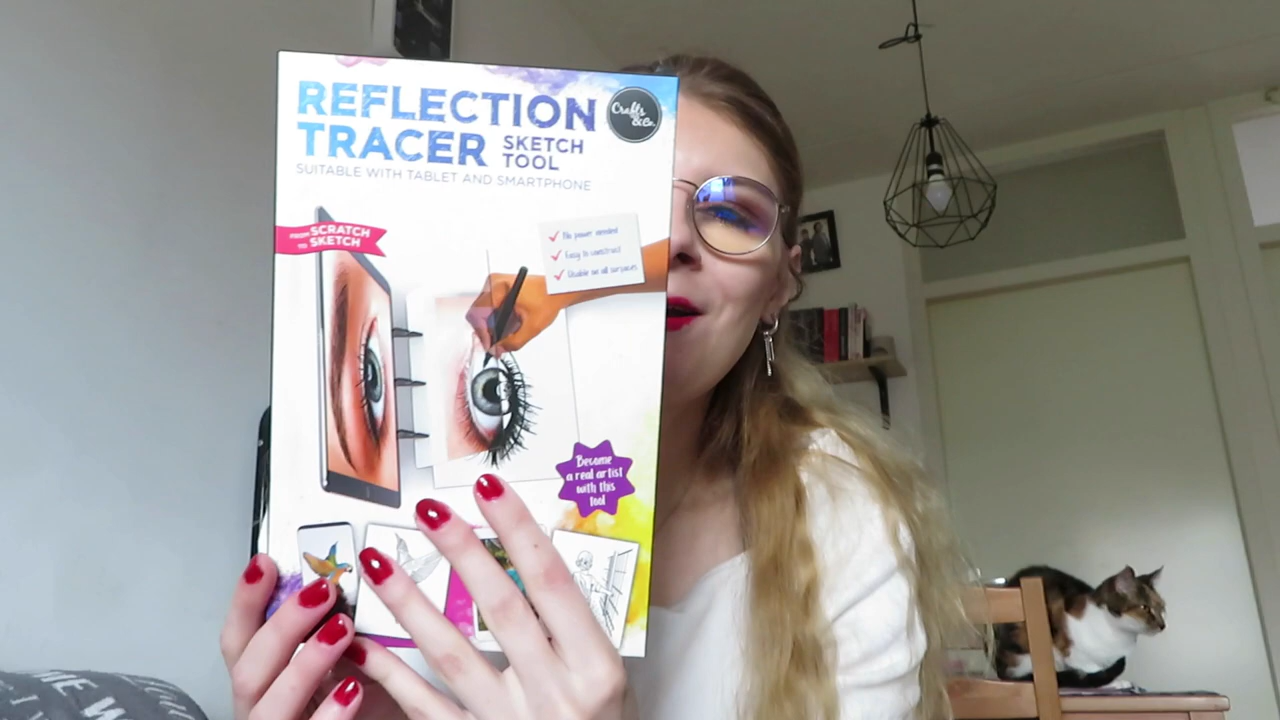 REFLECTION
TRACER SKETCH
TOOL
SUITABLE WITH TABLET AND SMARTPHONE
Crafts
&Co.
FROM SCRATCH
TO SKETCH
No power needed
Easy to construct
Usable on all surfaces
Become
a real artist
with this
tool